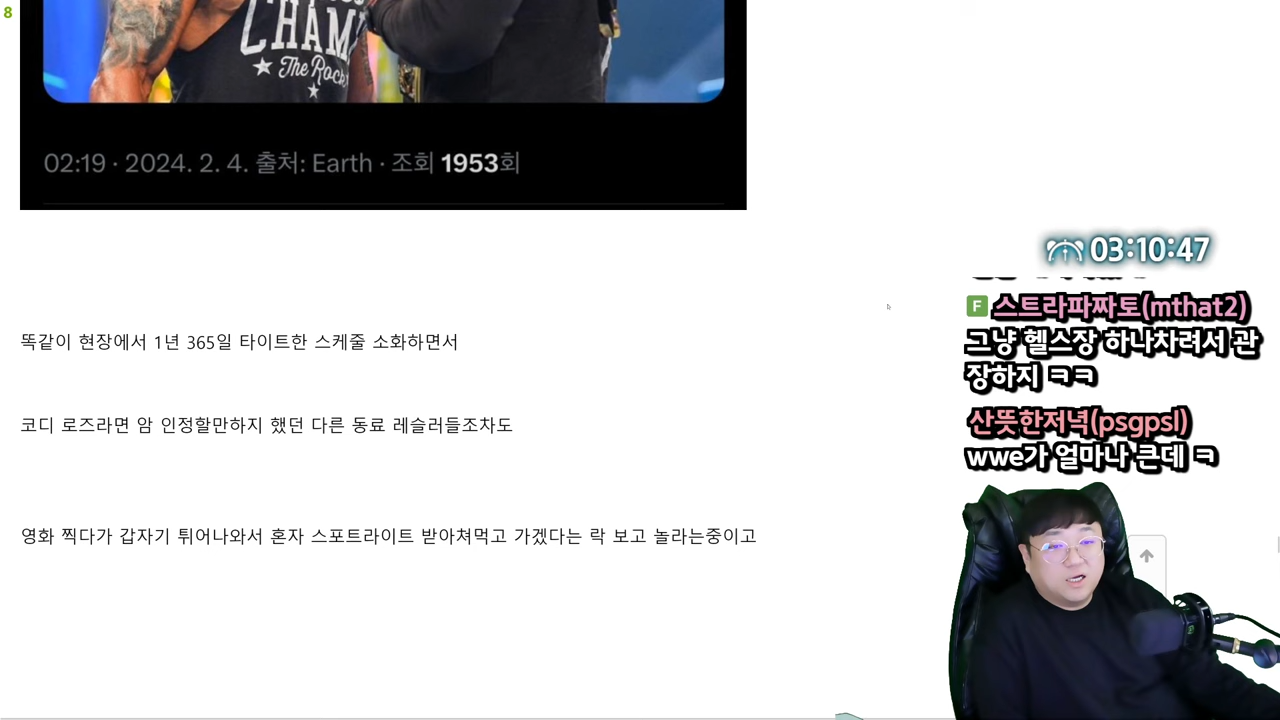 8
CHAM
The Rock
02:19 · 2024. 2. 4. 출처: Earth · 조회 1953회
03:10:47
F 스트라파짜토(mthat2)
그냥 헬스장 하나차려서 관
장하지 ㅋㅋ
산뜻한저녁(psgpsl)
wwe가 얼마나 큰데 ㅋ
똑같이 현장에서 1년 365일 타이트한 스케줄 소화하면서
코디 로즈라면 암 인정할만하지 했던 다른 동료 레슬러들조차도
영화 찍다가 갑자기 튀어나와서 혼자 스포트라이트 받아쳐먹고 가겠다는 락 보고 놀라는중이고